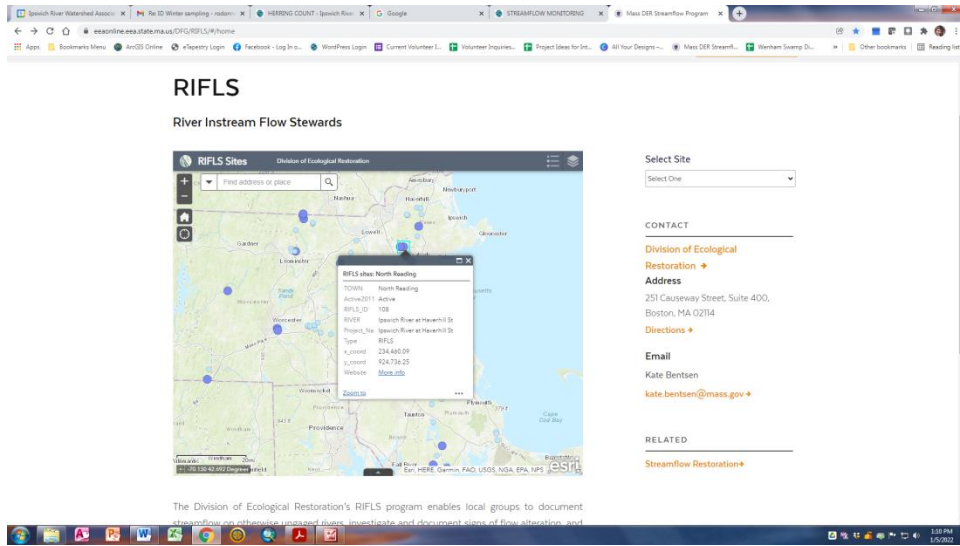 Ipswich River Watershed Associa
Re: ID Winter sampling - rodanr
HERRING COUNT - Ipswich River
Google
STREAMFLOW MONITORING
Mass DER Streamflow Program
eeaonline.eea.state.ma.us/DFG/RIFLS/#/home
Apps
Bookmarks Menu
ArcGIS Online
eTapestry Login
Facebook - Log In o...
WordPress Login
Current Volunteer I...
Volunteer Inquiries...
Project Ideas for Int...
All Your Designs -...
Mass DER Streamfl...
Wenham Swamp Di...
»
Other bookmarks
Reading list
RIFLS
River Instream Flow Stewards
RIFLS Sites
Division of Ecological Restoration
Find address or place
Amesbury
Newburyport
Nashua
Haverhill
Ipswich
Lowell
Gloucester
Gardner
Leominster
Worcester
Woonsocket
Providence
Taunton
Plymouth
Cape Cod Bay
Windham
Providence
Fall River
RIFLS sites: North Reading
TOWN North Reading
Active2011 Active
RIFLS_ID 108
RIVER Ipswich River at Haverhill St
Project_Na Ipswich River at Haverhill St
Type RIFLS
x_coord 234,460.09
y_coord 924,736.25
Website More info
Zoom to
...
-70.130 42.692 Degrees
Esri, HERE, Garmin, FAO, USGS, NGA, EPA, NPS
esri
Select Site
Select One
CONTACT
Division of Ecological
Restoration
Address
251 Causeway Street, Suite 400,
Boston, MA 02114
Directions
Email
Kate Bentsen
kate.bentsen@mass.gov
RELATED
Streamflow Restoration
The Division of Ecological Restoration's RIFLS program enables local groups to document
streamflow on otherwise ungaged rivers, investigate and document signs of flow alteration, and
1:10 PM
1/5/2022